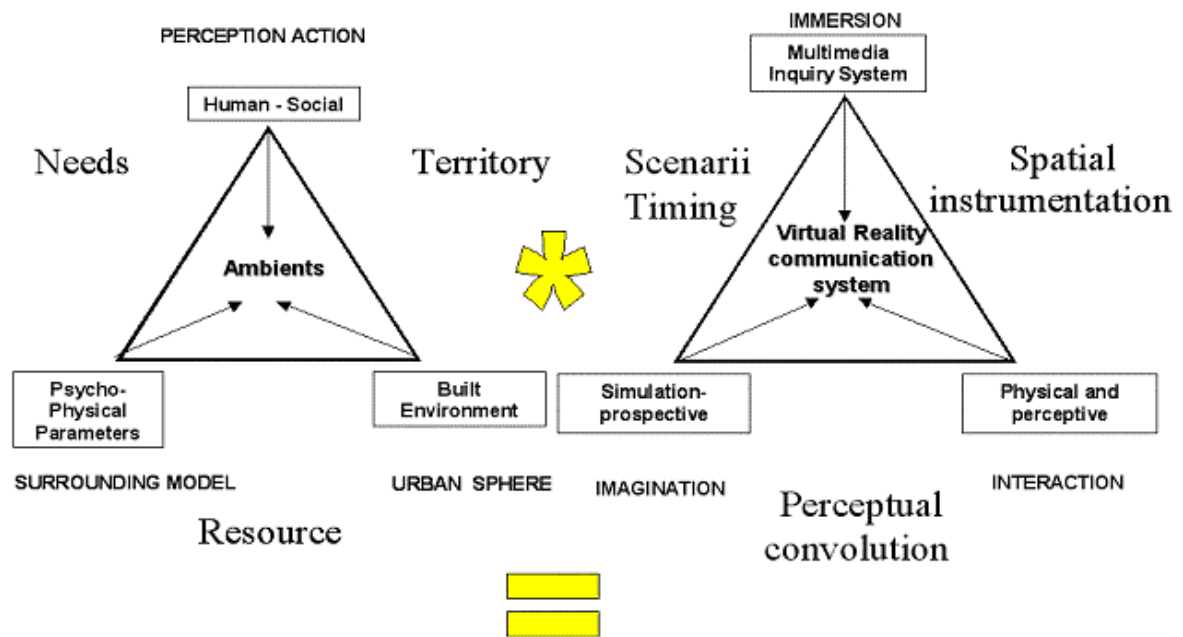 PERCEPTION ACTION
Human - Social
Needs
Territory
Ambients
Psycho-
Physical
Parameters
Built
Environment
SURROUNDING MODEL
URBAN SPHERE
Resource
IMMERSION
Multimedia
Inquiry System
Scenarii
Timing
Spatial
instrumentation
Virtual Reality
communication
system
Simulation-
prospective
Physical and
perceptive
IMAGINATION
INTERACTION
Perceptual
convolution